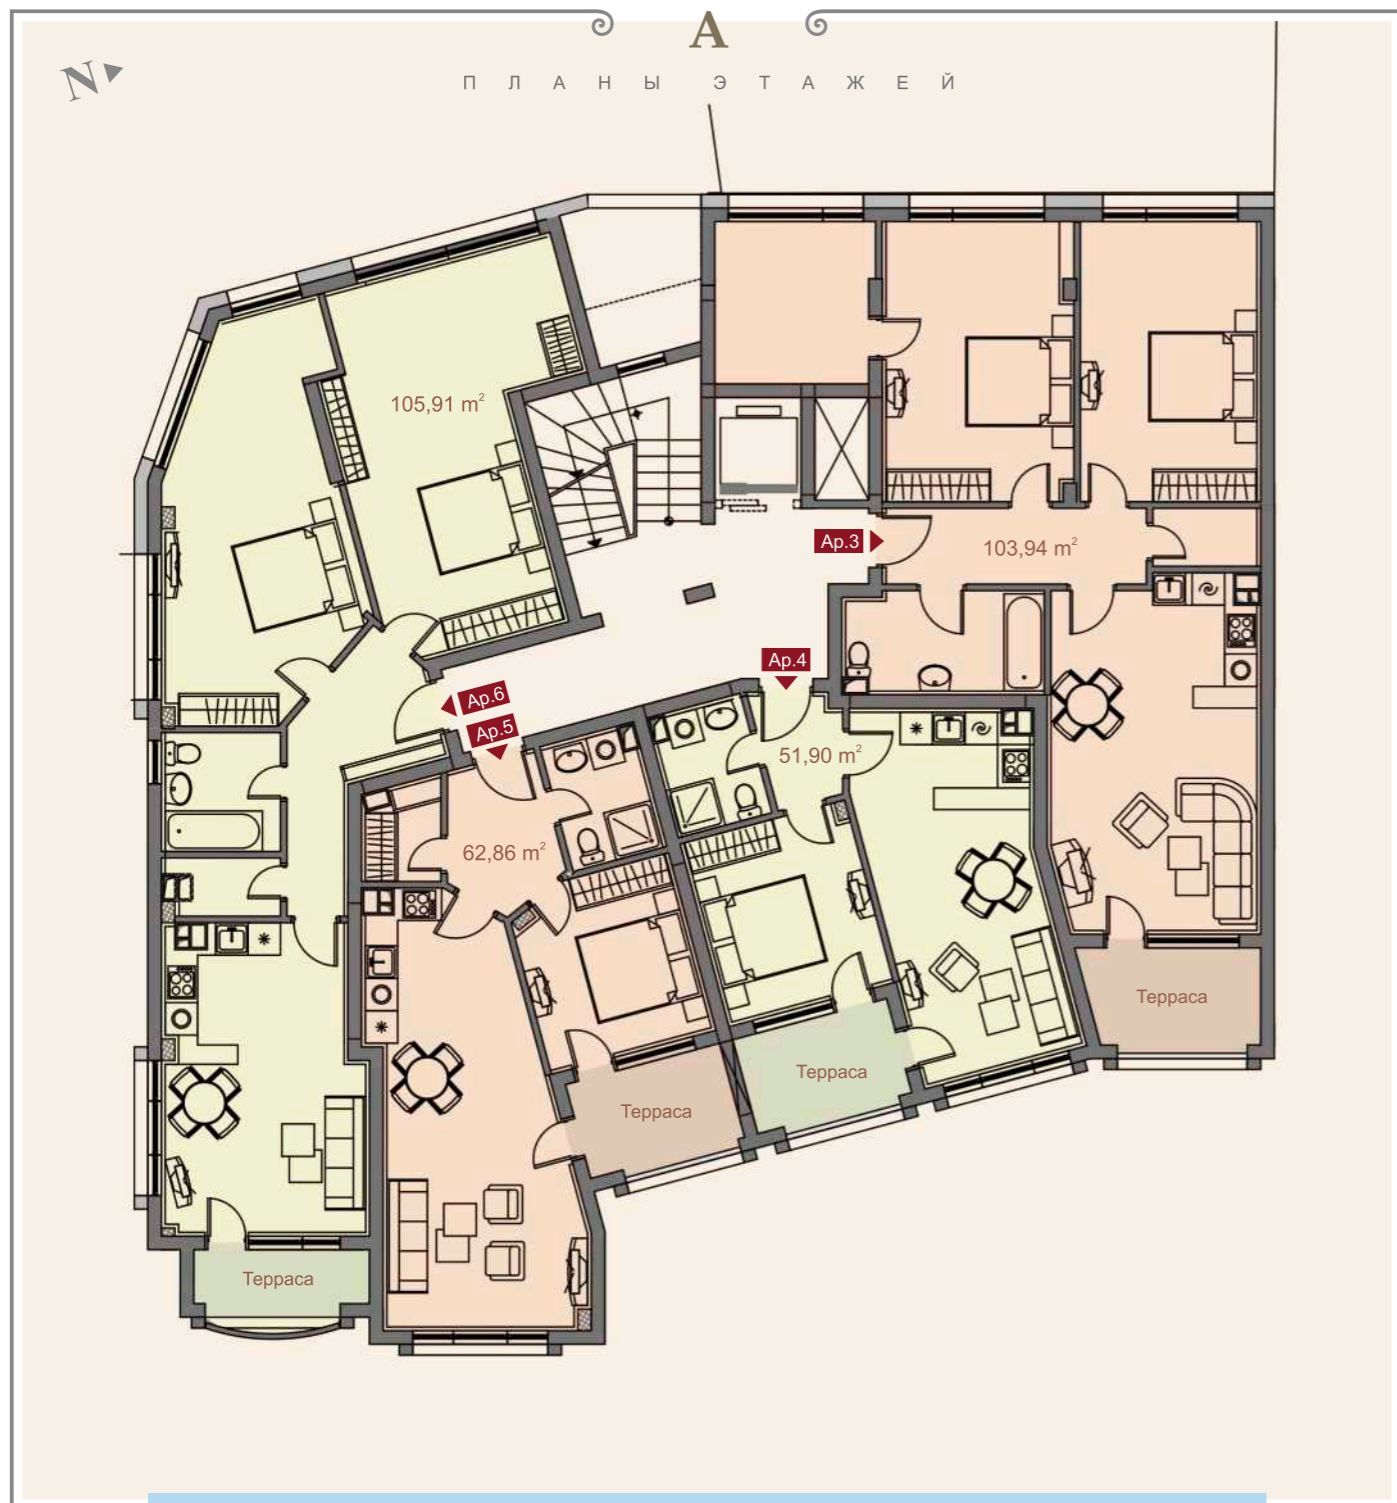 A
N
ПЛАНЫ ЭТАЖЕЙ
105,91 m²
Ap.3
103,94 m²
Ap.4
Ap.6
Ap.5
51,90 m²
62,86 m²
Терраса
Терраса
Терраса
Терраса